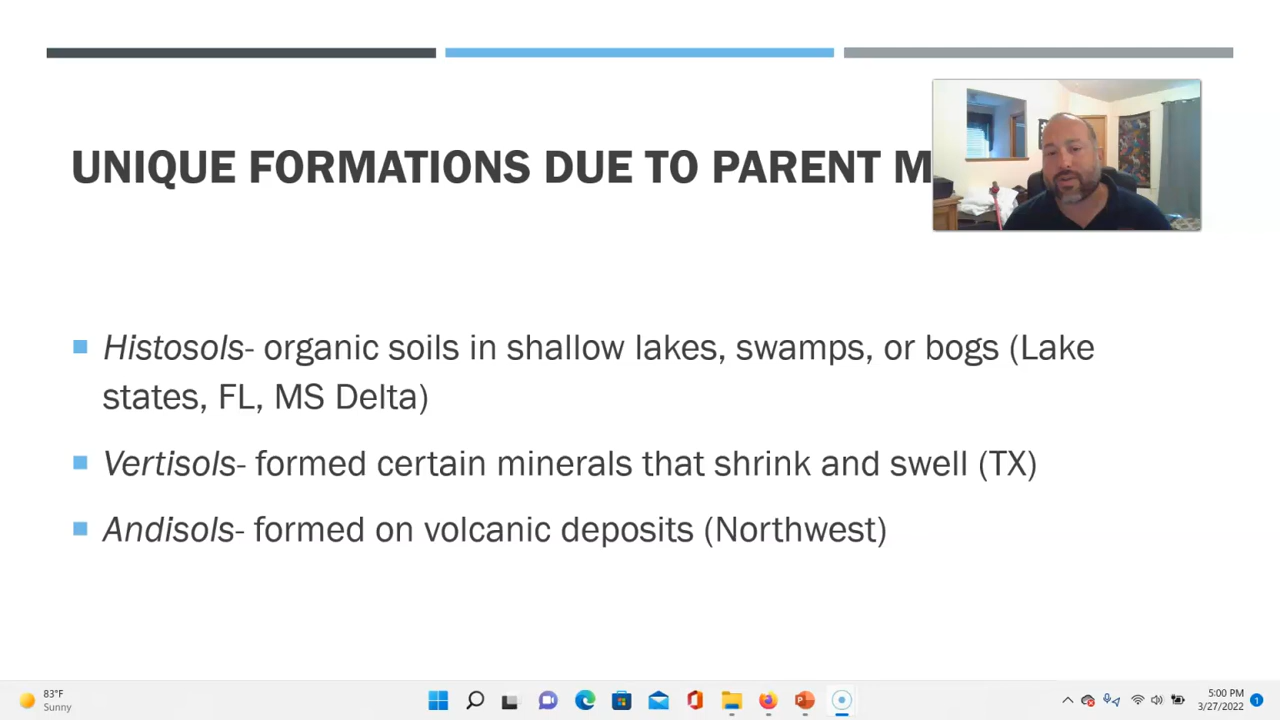 UNIQUE FORMATIONS DUE TO PARENT M
Histosols- organic soils in shallow lakes, swamps, or bogs (Lake
states, FL, MS Delta)
Vertisols- formed certain minerals that shrink and swell (TX)
Andisols- formed on volcanic deposits (Northwest)
83°F
Sunny
5:00 PM
3/27/2022
1